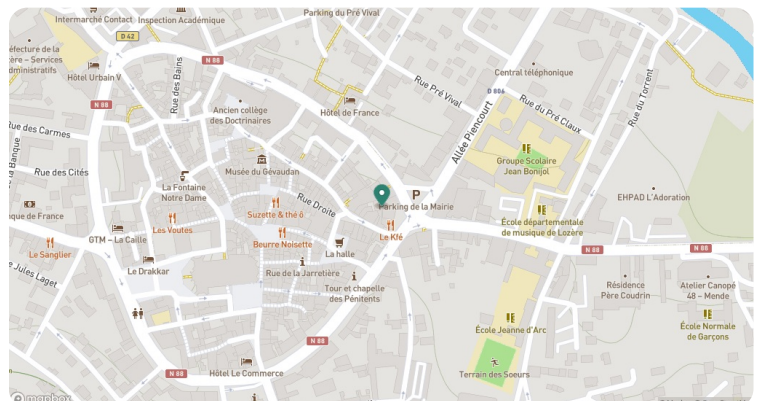 Intermarché Contact
Inspection Académique
Parking du Pré Vival
D 42
N 88
Hôtel Urbain V
N 88
Rue des Bains
Ancien collège
des Doctrinaires
Hôtel de France
Rue Pré Vival
Central téléphonique
D 806
Rue du Pré Claux
Rue du Torrent
Allée Piencourt
Rue des Carmes
Rue des Cités
Musée du Gévaudan
Groupe Scolaire
Jean Bonijol
La Fontaine
Notre Dame
Rue Droite
P
Parking de la Mairie
EHPAD L'Adoration
Suzette & thé ô
Les Voutes
Le Klé
École départementale
de musique de Lozère
Le Sanglier
GTM – La Caille
Beurre Noisette
La halle
N 88
N 88
Le Drakkar
Rue de la Jarretière
Tour et chapelle
des Pénitents
Résidence
Père Coudrin
Atelier Canopé
48 – Mende
École Jeanne d'Arc
École Normale
de Garçons
N 88
N 88
Hôtel Le Commerce
Terrain des Soeurs
mapbox